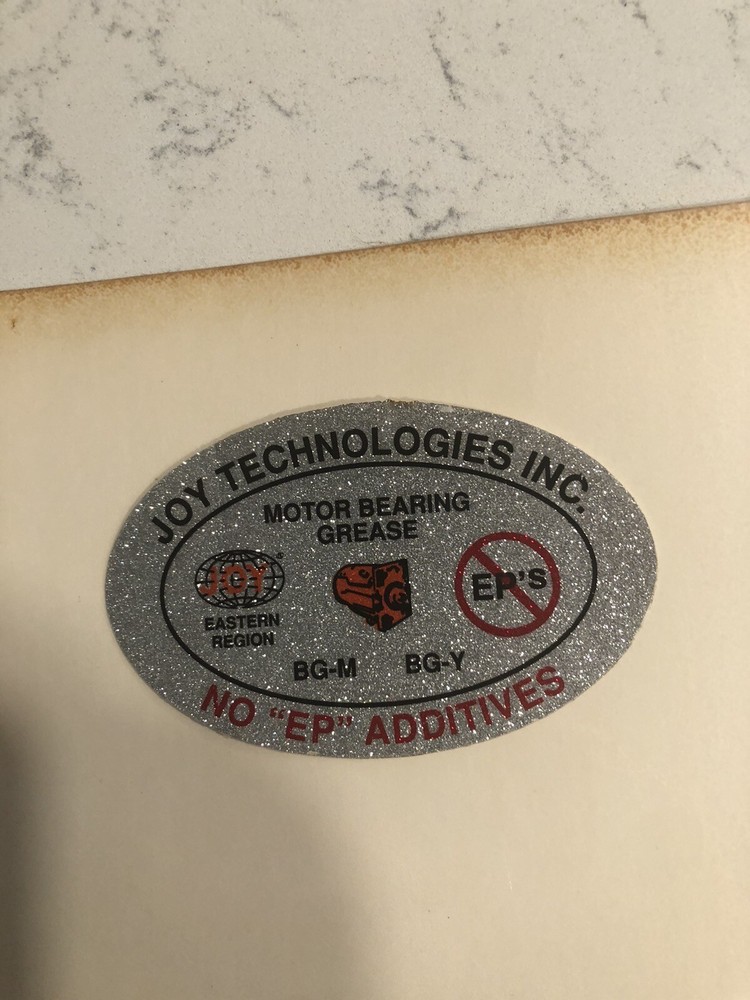 JOY TECHNOLOGIES INC.
MOTOR BEARING
GREASE
JOY
®
EASTERN
REGION
EP's
BG-M BG-Y
NO "EP" ADDITIVES